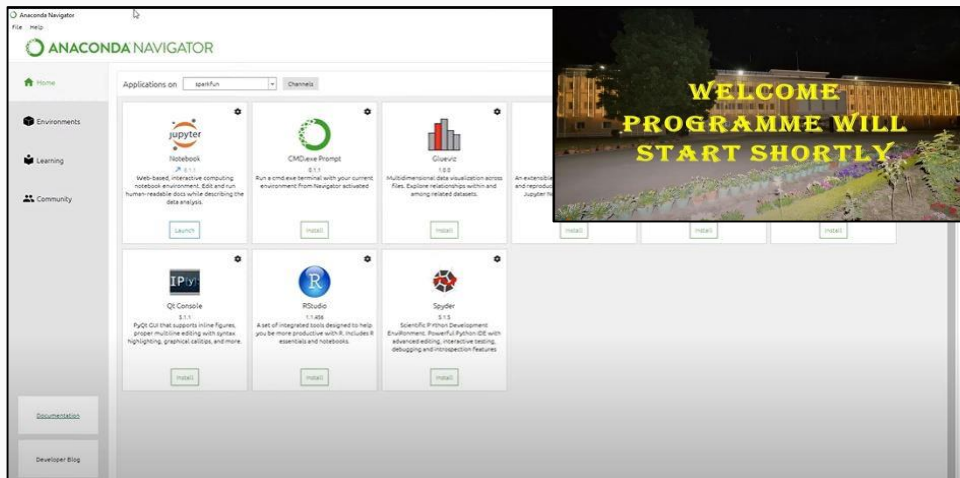 Anaconda Navigator
File Help
ANACONDA NAVIGATOR
Home
Environments
Learning
Community
Documentation
Developer Blog
Applications on sparkfun Channels
jupyter
Notebook
6.1.1
Web-based, interactive computing
notebook environment. Edit and run
human-readable docs while describing the
data analysis.
Launch
CMD.exe Prompt
0.1.1
Run a cmd.exe terminal with your current
environment from Navigator activated
Install
Glueviz
1.0.0
Multidimensional data visualization across
files. Explore relationships within and
among related datasets.
Install
An extensible
and reproduc
Jupyter N
Install
Install
Install
IP[y]:
Qt Console
5.1.1
PyQt GUI that supports inline figures,
proper multiline editing with syntax
highlighting, graphical calltips, and more.
Install
R
RStudio
1.1.456
A set of integrated tools designed to help
you be more productive with R. Includes R
essentials and notebooks.
Install
Spyder
5.1.5
Scientific Python Development
EnviRonment. Powerful Python IDE with
advanced editing, interactive testing,
debugging and introspection features
Install
WELCOME
PROGRAMME WILL
START SHORTLY